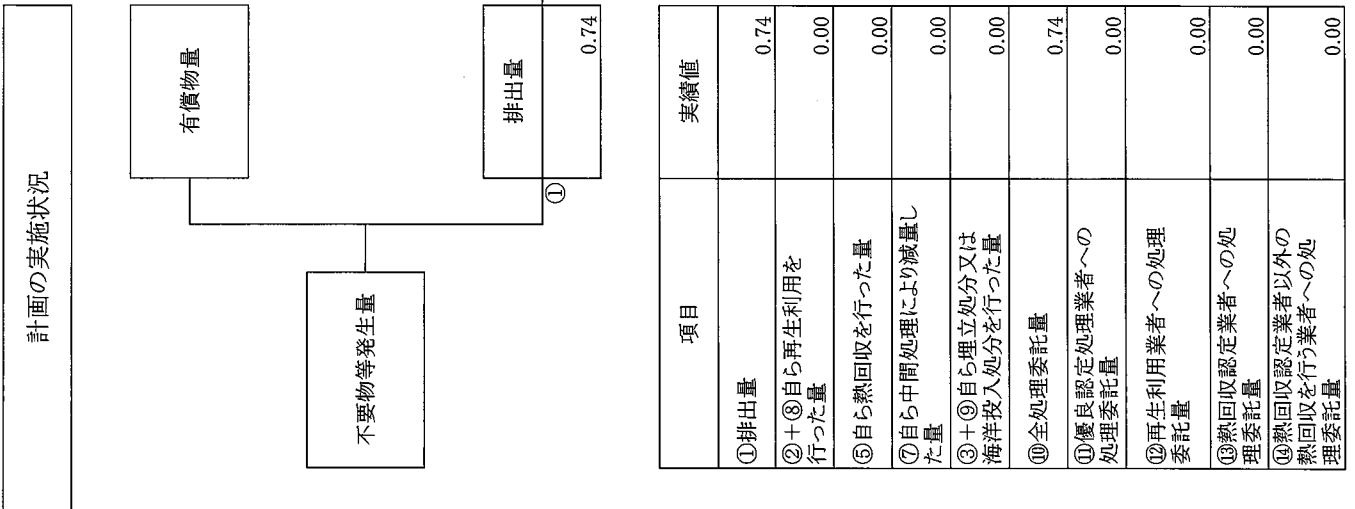 計画の実施状況
有償物量
不要物等発生量
①
排出量
0.74
項目
実績値
①排出量
0.74
②+⑧自ら再生利用を
行った量
0.00
⑤自ら熱回収を行った量
0.00
⑦自ら中間処理により減量し
た量
0.00
③+⑨自ら埋立処分又は
海洋投入処分を行った量
0.00
⑩全処理委託量
0.74
⑪優良認定処理業者への
処理委託量
0.00
⑫再生利用業者への処理
委託量
0.00
⑬熱回収認定業者への処
理委託量
0.00
⑭熱回収認定業者以外の
熱回収を行う業者への処
理委託量
0.00